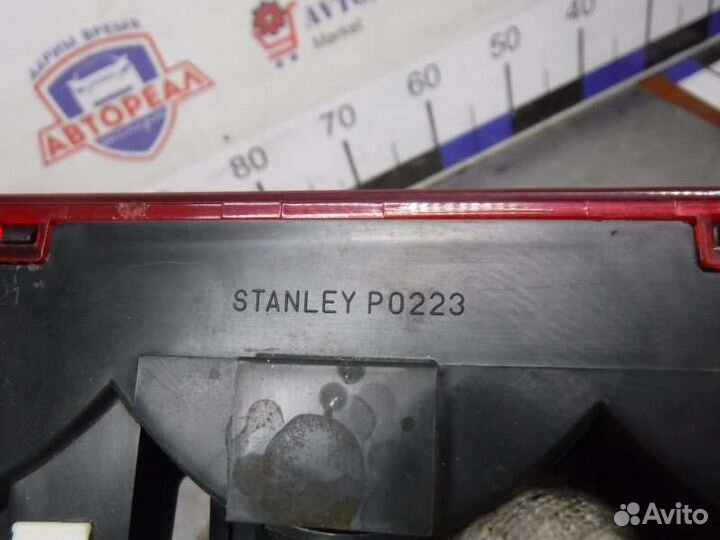 ДАРИМ ВРЕМЯ
АВТОРЕАЛ
Market
40
50
60
70
80
STANLEY P0223
Avito